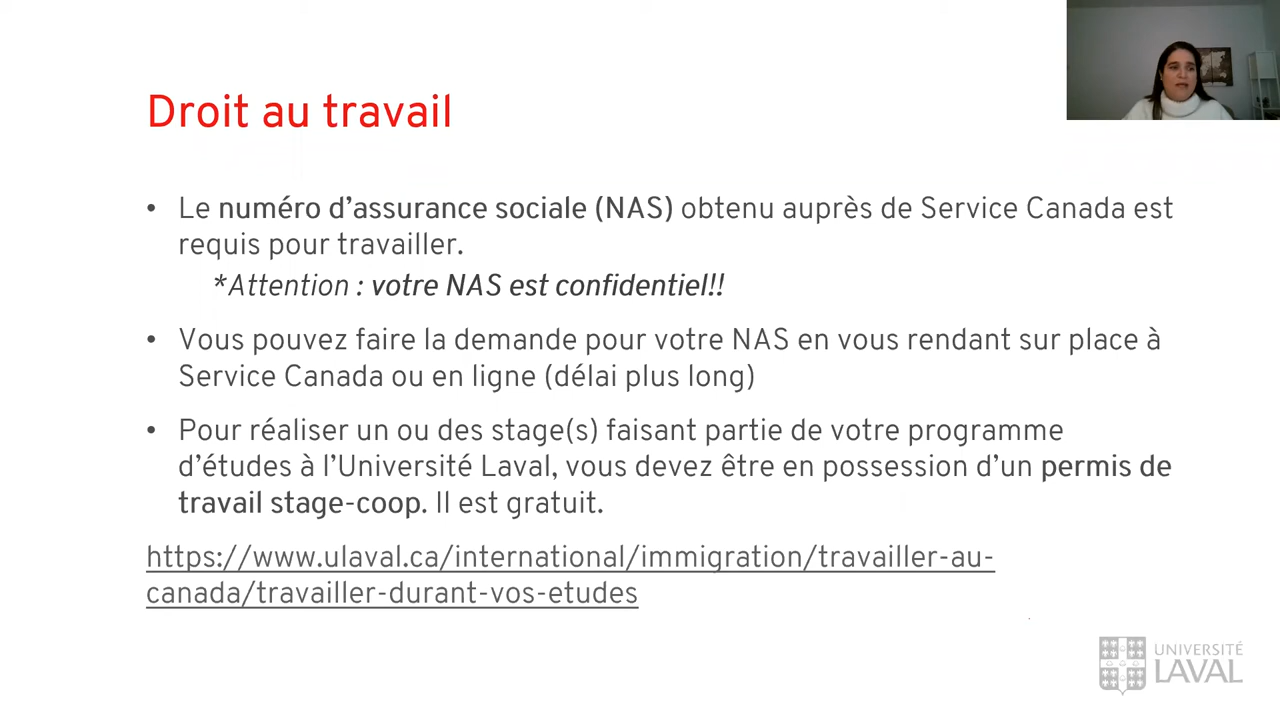 Droit au travail
• Le numéro d’assurance sociale (NAS) obtenu auprès de Service Canada est
requis pour travailler.
*Attention : votre NAS est confidentiel!!
• Vous pouvez faire la demande pour votre NAS en vous rendant sur place à
Service Canada ou en ligne (délai plus long)
• Pour réaliser un ou des stage(s) faisant partie de votre programme
d’études à l’Université Laval, vous devez être en possession d’un permis de
travail stage-coop. Il est gratuit.
https://www.ulaval.ca/international/immigration/travailler-au-
canada/travailler-durant-vos-etudes
UNIVERSITÉ
LAVAL